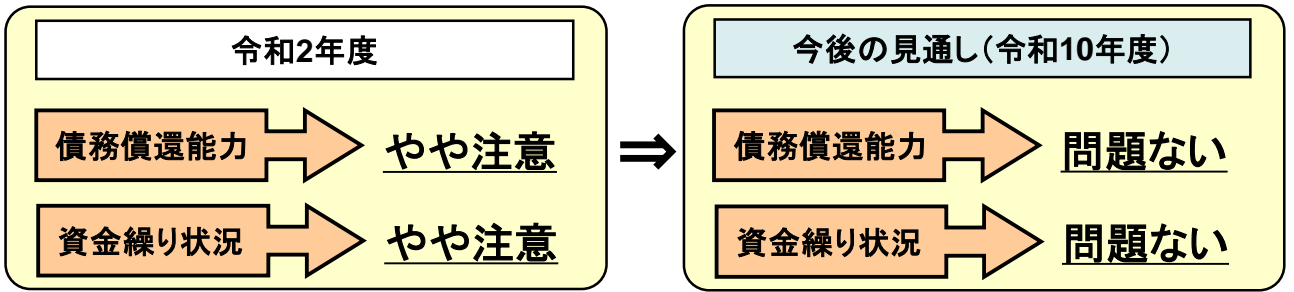 令和2年度
債務償還能力 やや注意
資金繰り状況 やや注意
⇒
今後の見通し（令和10年度）
債務償還能力 問題ない
資金繰り状況 問題ない